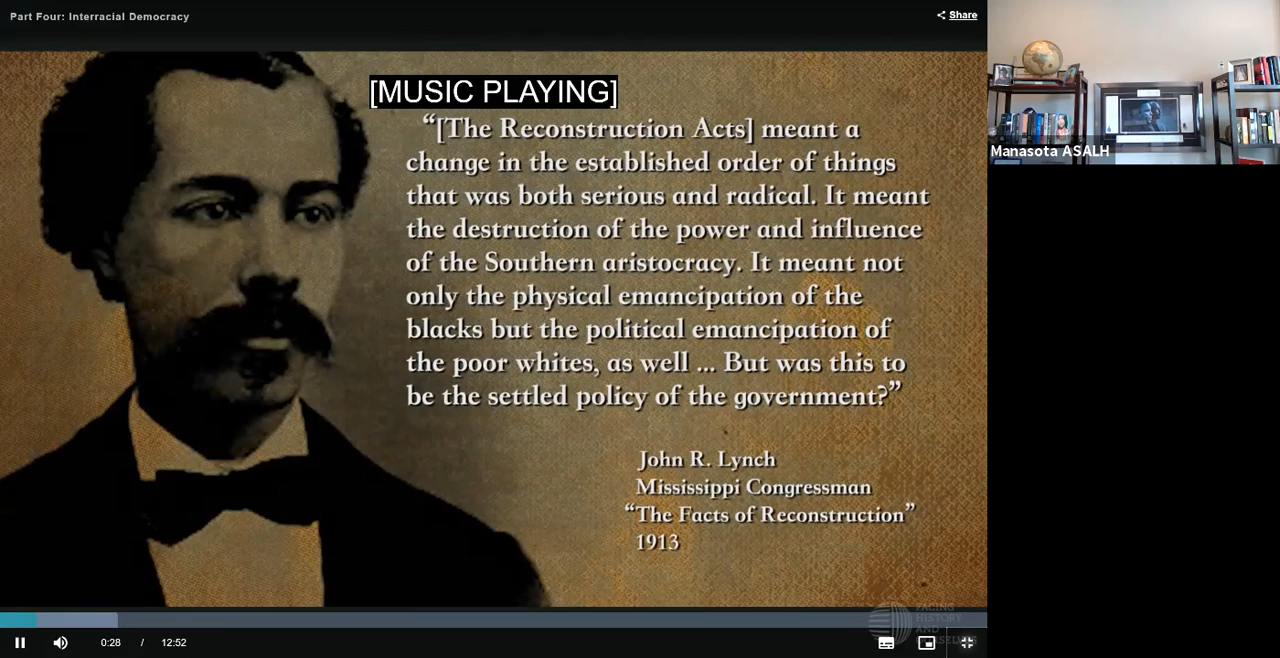 Part Four: Interracial Democracy
Share
[MUSIC PLAYING]
“[The Reconstruction Acts] meant a
change in the established order of things
that was both serious and radical. It meant
the destruction of the power and influence
of the Southern aristocracy. It meant not
only the physical emancipation of the
blacks but the political emancipation of
the poor whites, as well ... But was this to
be the settled policy of the government?”
John R. Lynch
Mississippi Congressman
“The Facts of Reconstruction”
1913
Manasota ASALH
FACING
HISTORY
AND
OURSELVES
0:28 / 12:52